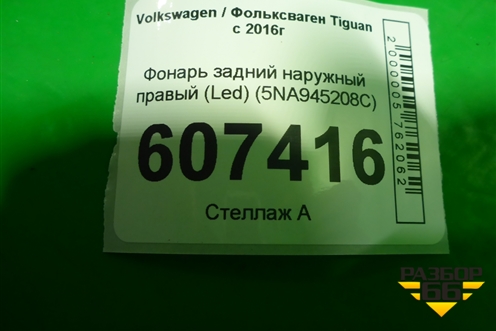 Volkswagen / Фольксваген Tiguan
с 2016г
Фонарь задний наружный
правый (Led) (5NA945208C)
607416
Стеллаж А
2000005762062
РАЗБОР
66